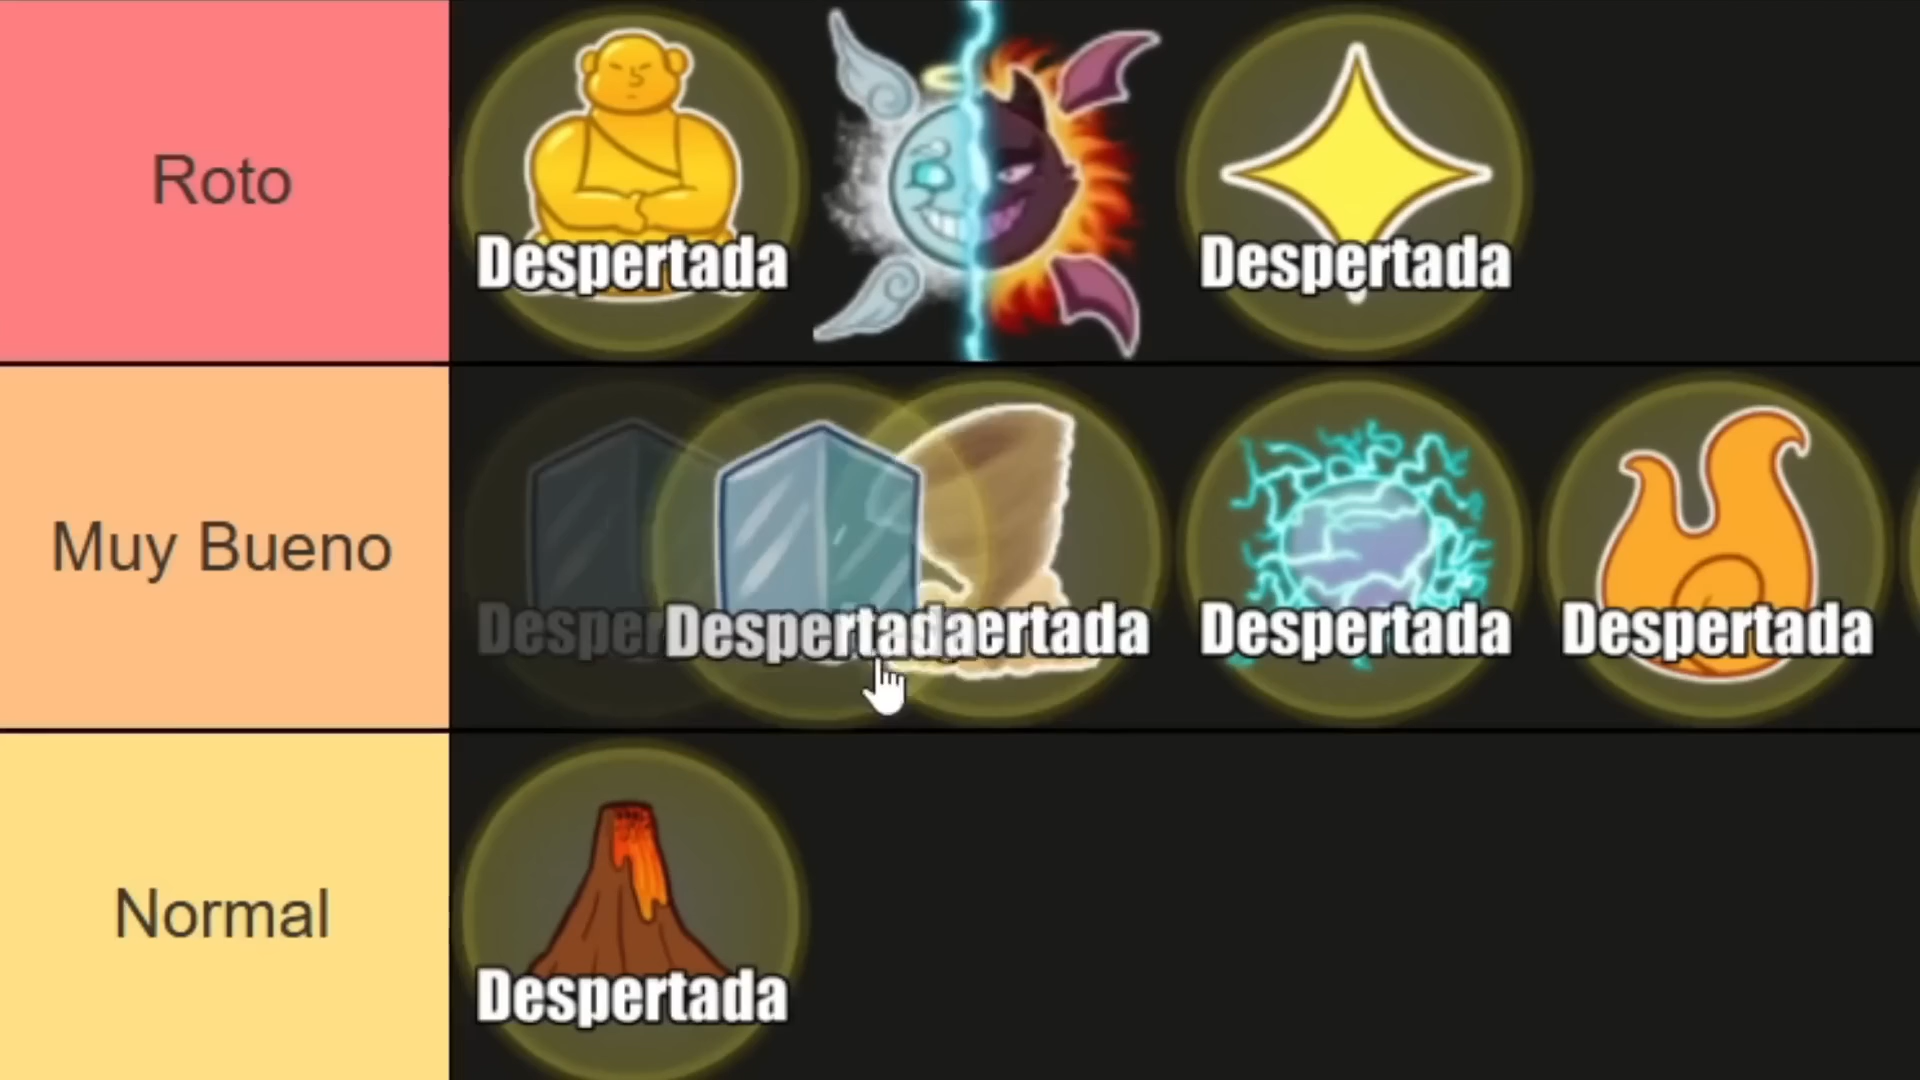 Roto
Despertada
Despertada
Muy Bueno
Despertada
Despertada
Despertada
Normal
Despertada